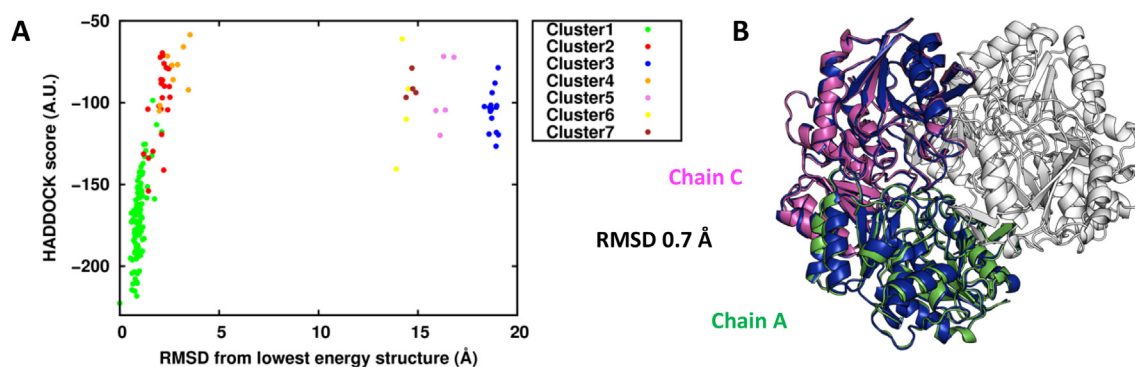 A
HADDOCK score (A.U.)
−50
−100
−150
−200
0
5
10
15
20
RMSD from lowest energy structure (Å)
Cluster1
Cluster2
Cluster3
Cluster4
Cluster5
Cluster6
Cluster7
B
Chain C
RMSD 0.7 Å
Chain A